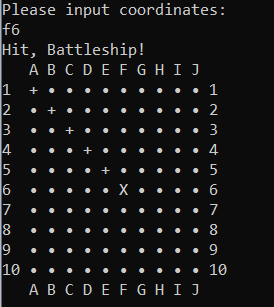 Please input coordinates:
f6
Hit, Battleship!
A B C D E F G H I J
1 + • • • • • • • • • 1
2 • + • • • • • • • • 2
3 • • + • • • • • • • 3
4 • • • + • • • • • • 4
5 • • • • + • • • • • 5
6 • • • • • X • • • • 6
7 • • • • • • • • • • 7
8 • • • • • • • • • • 8
9 • • • • • • • • • • 9
10 • • • • • • • • • • 10
A B C D E F G H I J